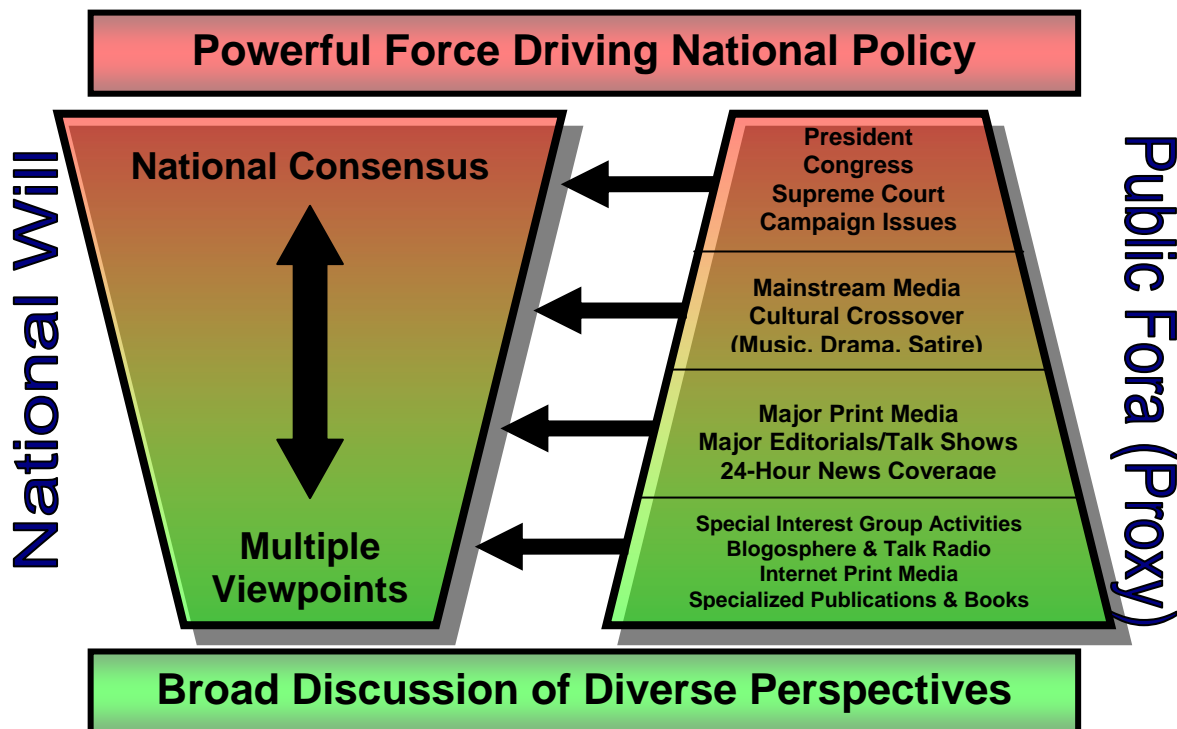 Powerful Force Driving National Policy
National Will
National Consensus
Multiple
Viewpoints
President
Congress
Supreme Court
Campaign Issues
Mainstream Media
Cultural Crossover
(Music, Drama, Satire)
Major Print Media
Major Editorials/Talk Shows
24-Hour News Coverage
Special Interest Group Activities
Blogosphere & Talk Radio
Internet Print Media
Specialized Publications & Books
Public Fora (Proxy)
Broad Discussion of Diverse Perspectives